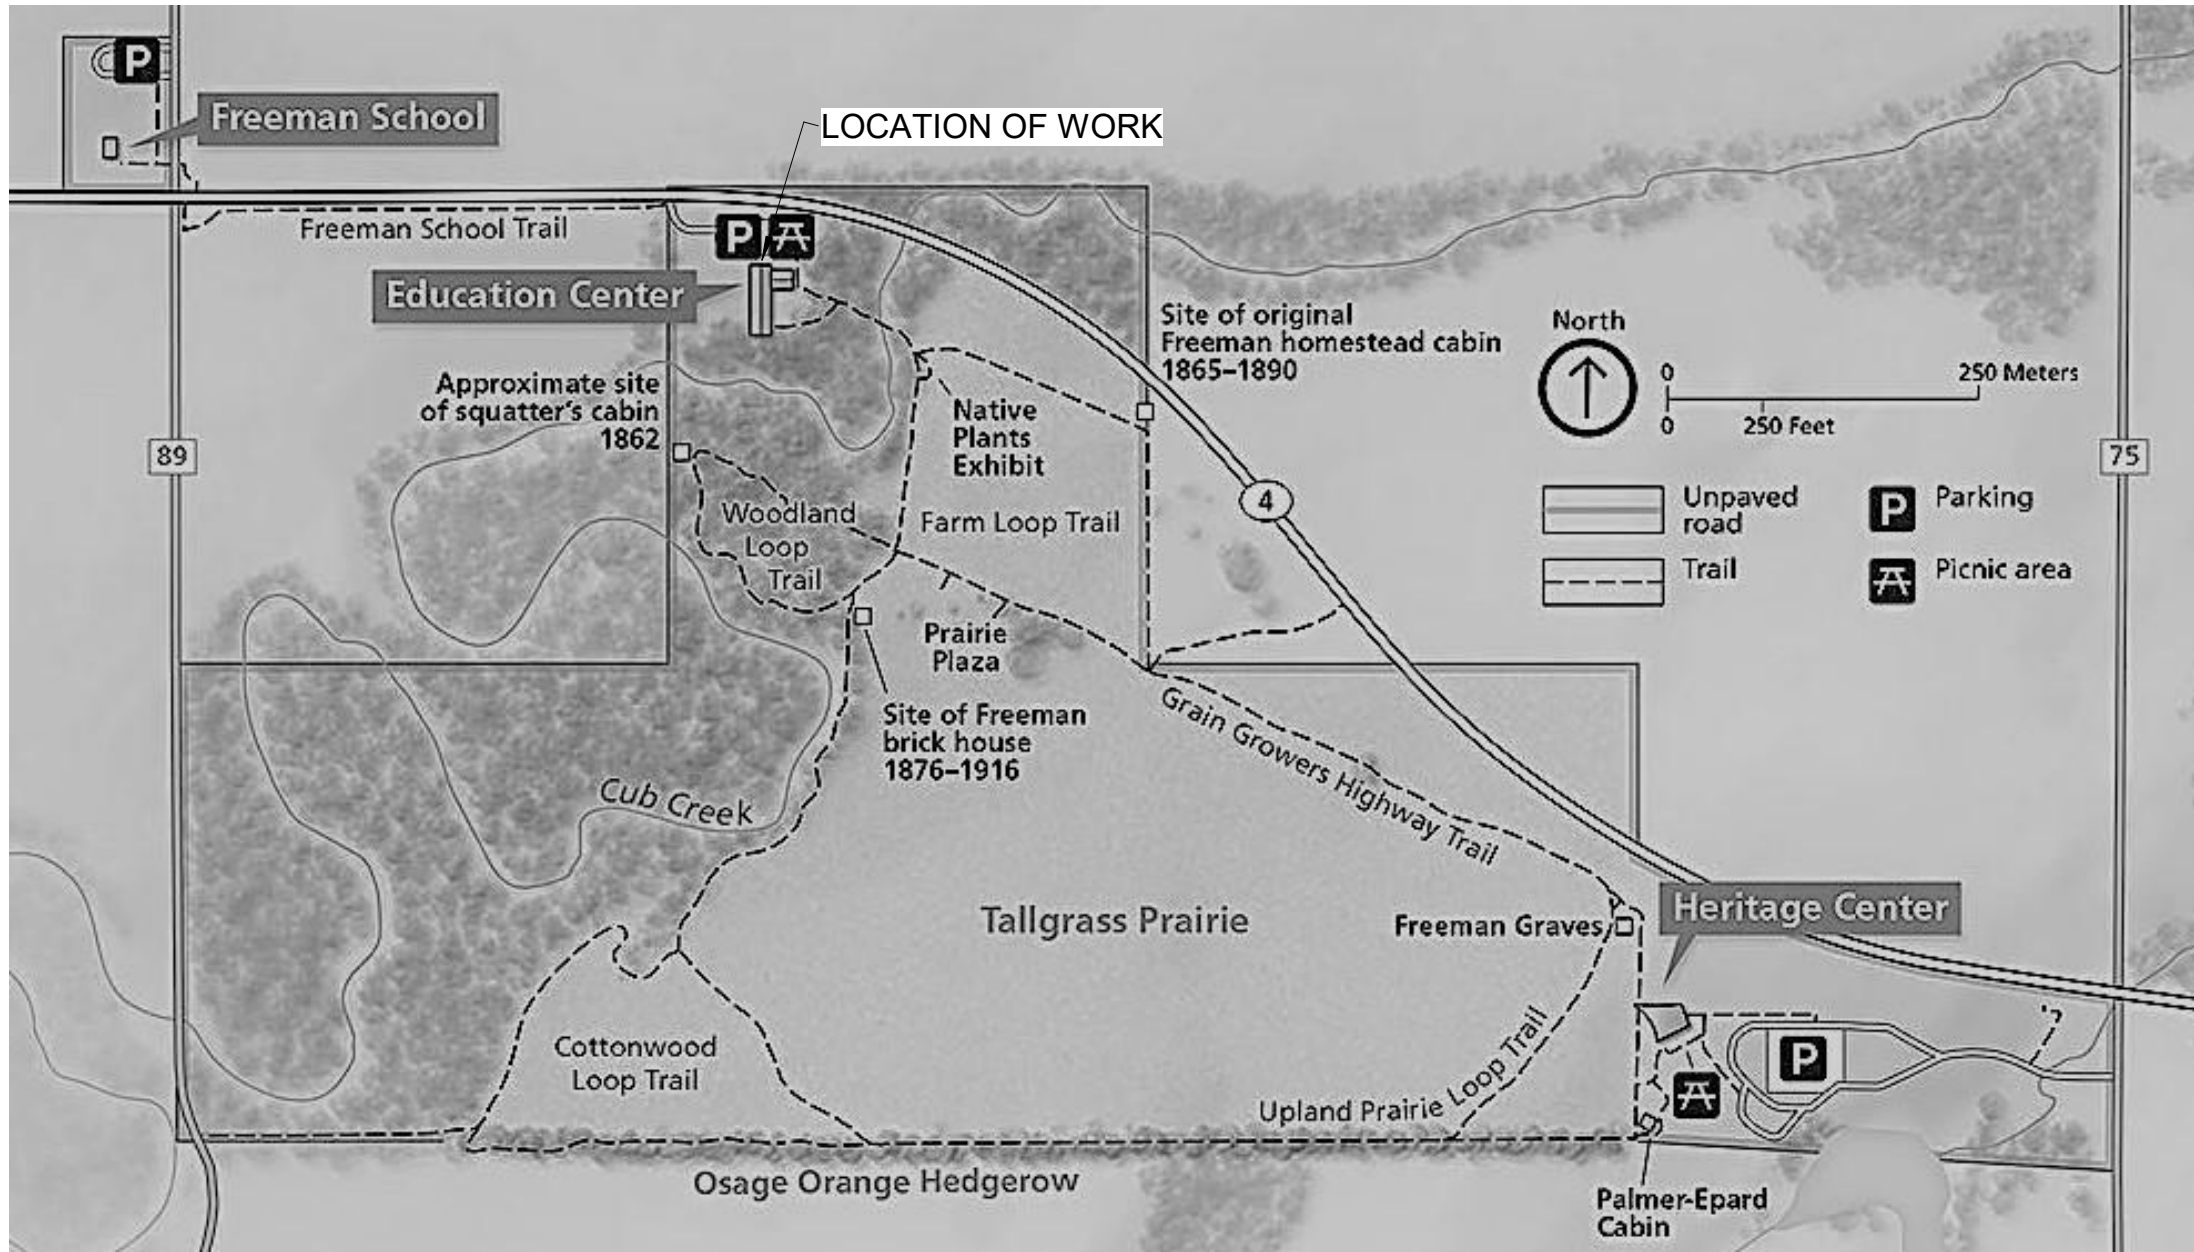 P
Freeman School
LOCATION OF WORK
Freeman School Trail
P
Education Center
Site of original
Freeman homestead cabin
1865–1890
North
0
250 Meters
0
250 Feet
Approximate site
of squatter's cabin
1862
Native
Plants
Exhibit
89
75
4
Woodland
Loop
Trail
Farm Loop Trail
Unpaved
road
P
Parking
Trail
Picnic area
Prairie
Plaza
Site of Freeman
brick house
1876–1916
Grain Growers Highway Trail
Cub Creek
Tallgrass Prairie
Freeman Graves
Heritage Center
Cottonwood
Loop Trail
Upland Prairie Loop Trail
P
Osage Orange Hedgerow
Palmer-Epard
Cabin